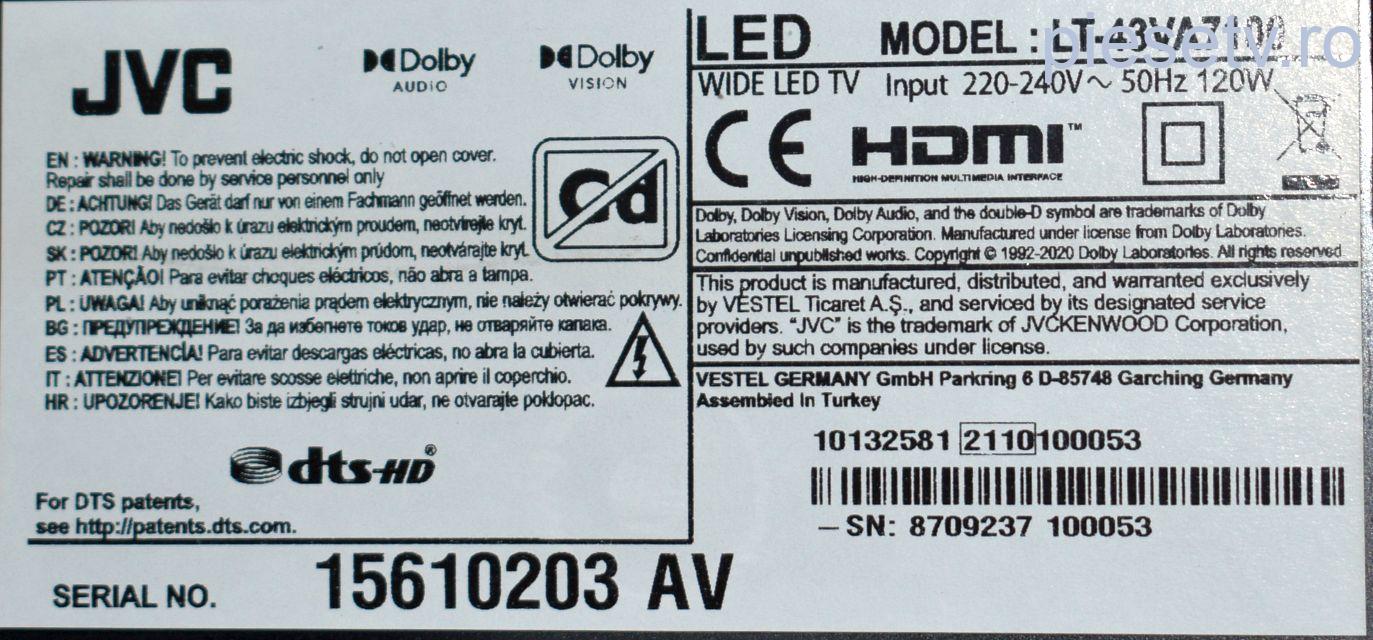 JVC
Dolby
AUDIO
Dolby
VISION
EN : WARNING! To prevent electric shock, do not open cover.
Repair shall be done by service personnel only
DE : ACHTUNG! Das Gerät darf nur von einem Fachmann geöffnet werden.
CZ : POZOR! Aby nedošlo k úrazu elektrickým proudem, neotvírejte kryt.
SK : POZOR! Aby nedošlo k úrazu elektrickým prúdom, neotvárajte kryt.
PT : ATENÇÃO! Para evitar choques eléctricos, não abra a tampa.
PL : UWAGA! Aby uniknąć porażenia prądem elektrycznym, nie należy otwierać pokrywy.
BG : ПРЕДУПРЕЖДЕНИЕ! За да избегнете токов удар, не отваряйте капака.
ES : ADVERTENCÍA! Para evitar descargas eléctricas, no abra la cubierta.
IT : ATTENZIONE! Per evitare scosse elettriche, non aprire il coperchio.
HR : UPOZORENJE! Kako biste izbjegli strujni udar, ne otvarajte poklopac.
Cd
dts-HD®
For DTS patents,
see http://patents.dts.com.
SERIAL NO. 15610203 AV
LED MODEL : LT-43VA7100
piesetv.ro
WIDE LED TV Input 220-240V~ 50Hz 120W
CE HDMI™
HIGH-DEFINITION MULTIMEDIA INTERFACE
Dolby, Dolby Vision, Dolby Audio, and the double-D symbol are trademarks of Dolby
Laboratories Licensing Corporation. Manufactured under license from Dolby Laboratories.
Confidential unpublished works. Copyright © 1992-2020 Dolby Laboratories. All rights reserved
This product is manufactured, distributed, and warranted exclusively
by VESTEL Ticaret A.Ş., and serviced by its designated service
providers. "JVC" is the trademark of JVCKENWOOD Corporation,
used by such companies under license.
VESTEL GERMANY GmbH Parkring 6 D-85748 Garching Germany
Assembled In Turkey
10132581 2110 100053
–SN: 8709237 100053